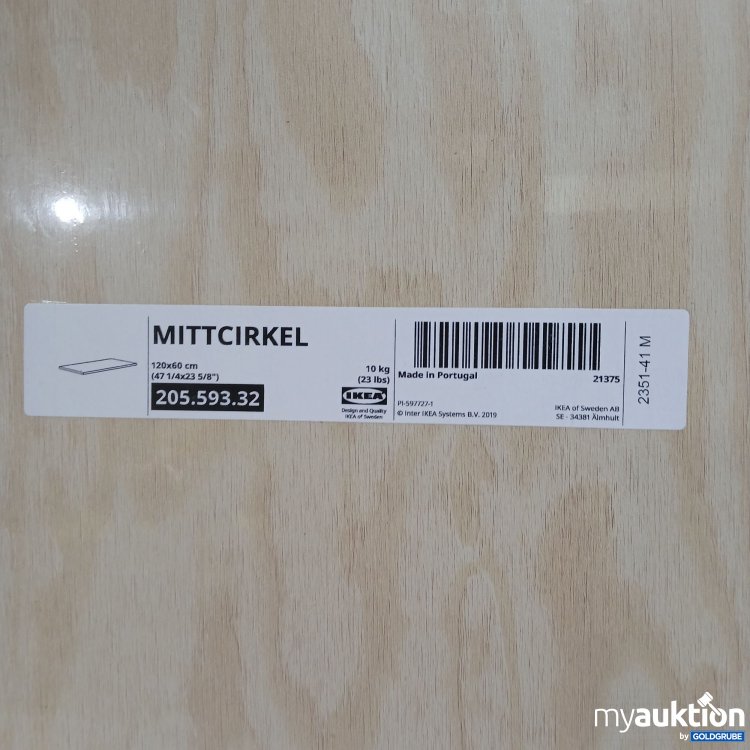 MITTCIRKEL
120x60 cm
(47 1/4x23 5/8")
10 kg
(23 lbs)
205.593.32
IKEA
Design and Quality
IKEA of Sweden
Made in Portugal
21375
PI-597727-1
© Inter IKEA Systems B.V. 2019
IKEA of Sweden AB
SE - 34381 Älmhult
2351-41 M
myauktion
by GOLDGRUBE